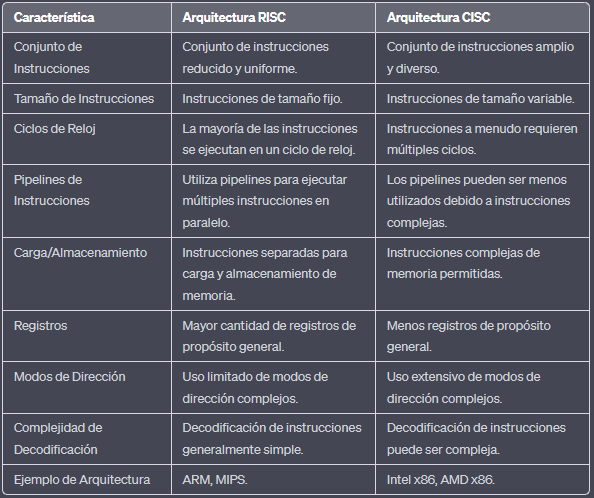 Característica Arquitectura RISC Arquitectura CISC
Conjunto de Instrucciones Conjunto de instrucciones reducido y uniforme. Conjunto de instrucciones amplio y diverso.
Tamaño de Instrucciones Instrucciones de tamaño fijo. Instrucciones de tamaño variable.
Ciclos de Reloj La mayoría de las instrucciones se ejecutan en un ciclo de reloj. Instrucciones a menudo requieren múltiples ciclos.
Pipelines de Instrucciones Utiliza pipelines para ejecutar múltiples instrucciones en paralelo. Los pipelines pueden ser menos utilizados debido a instrucciones complejas.
Carga/Almacenamiento Instrucciones separadas para carga y almacenamiento de memoria. Instrucciones complejas de memoria permitidas.
Registros Mayor cantidad de registros de propósito general. Menos registros de propósito general.
Modos de Dirección Uso limitado de modos de dirección complejos. Uso extensivo de modos de dirección complejos.
Complejidad de Decodificación Decodificación de instrucciones generalmente simple. Decodificación de instrucciones puede ser compleja.
Ejemplo de Arquitectura ARM, MIPS. Intel x86, AMD x86.